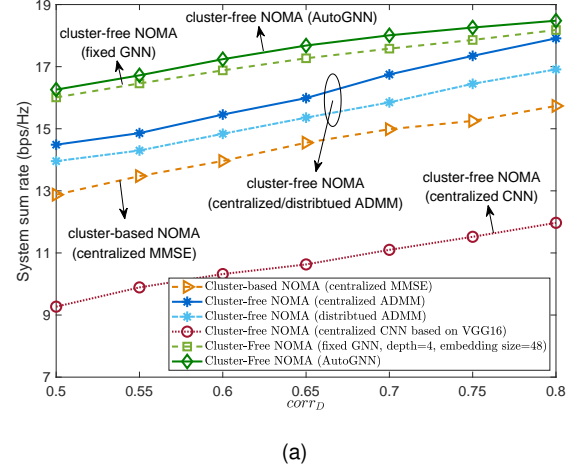 19
17
15
13
11
9
7
System sum rate (bps/Hz)
cluster-free NOMA
(fixed GNN)
cluster-free NOMA (AutoGNN)
cluster-free NOMA
(centralized/distribtued ADMM)
cluster-free NOMA
(centralized CNN)
cluster-based NOMA
(centralized MMSE)
Cluster-based NOMA (centralized MMSE)
Cluster-free NOMA (centralized ADMM)
Cluster-free NOMA (distribtued ADMM)
Cluster-free NOMA (centralized CNN based on VGG16)
Cluster-Free NOMA (fixed GNN, depth=4, embedding size=48)
Cluster-Free NOMA (AutoGNN)
0.5 0.55 0.6 0.65 0.7 0.75 0.8
corr_D
(a)